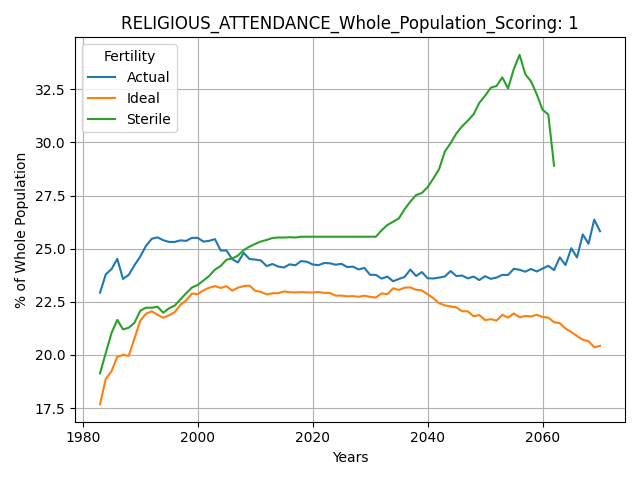 RELIGIOUS_ATTENDANCE_Whole_Population_Scoring: 1
Fertility
Actual
Ideal
Sterile
% of Whole Population
32.5
30.0
27.5
25.0
22.5
20.0
17.5
1980
2000
2020
2040
2060
Years